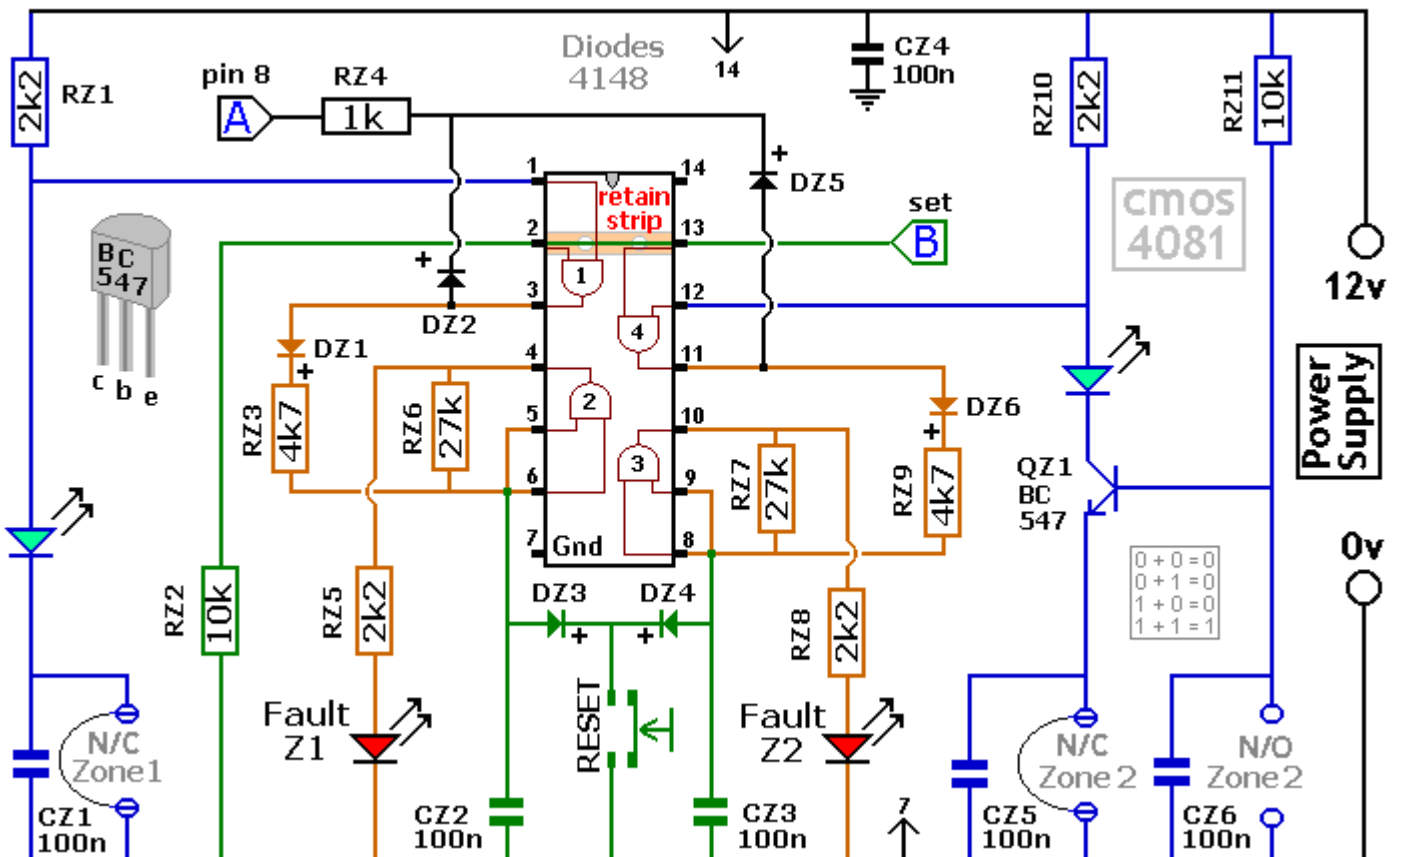 Diodes
4148
14
CZ4
100n
pin 8
RZ4
A
1k
2k2
RZ1
RZ10
2k2
RZ11
10k
1
14
retain
strip
+
DZ5
cmos
4081
set
B
2
13
1
BC
547
c b e
+
DZ2
3
12
4
12v
DZ1
+
4
11
2
DZ6
+
RZ3
4k7
RZ6
27k
5
10
3
RZ7
27k
RZ9
4k7
QZ1
BC
547
Power
Supply
6
9
7
Gnd
8
0v
0+0=0
0+1=0
1+0=0
1+1=1
RZ2
10k
RZ5
2k2
DZ3
+
DZ4
+
RZ8
2k2
RESET
Fault
Z1
Fault
Z2
N/C
Zone1
N/C
Zone 2
N/O
Zone 2
CZ1
100n
CZ2
100n
CZ3
100n
7
CZ5
100n
CZ6
100n